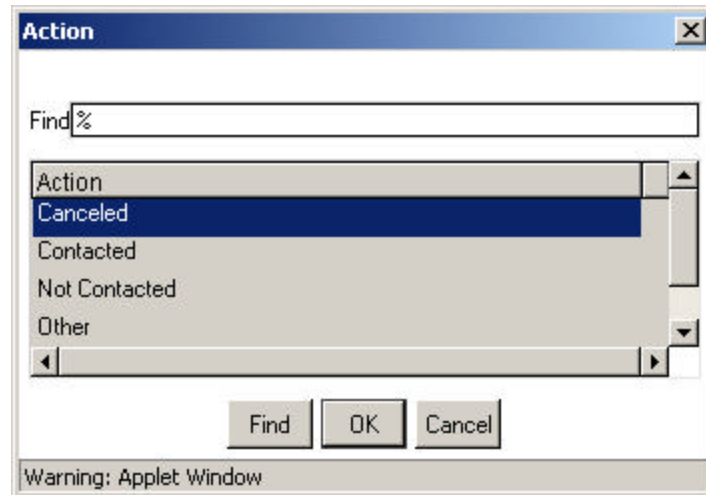 Action
Find %
Action
Canceled
Contacted
Not Contacted
Other
Find OK Cancel
Warning: Applet Window